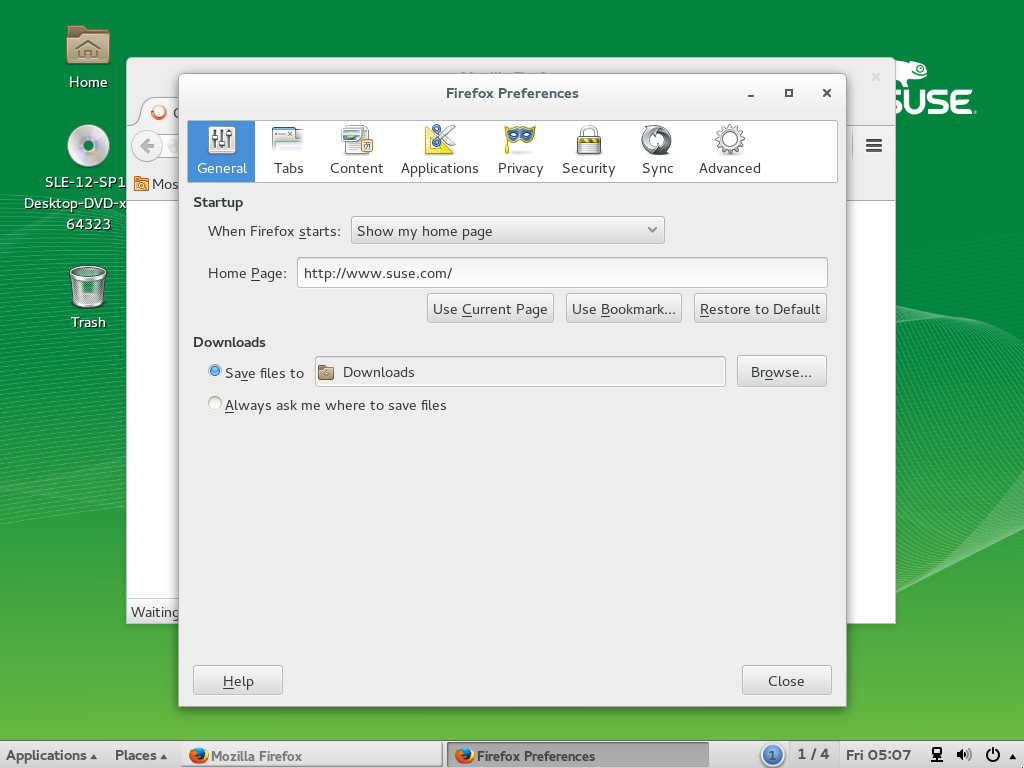 Home
SUSE
Firefox Preferences
SLE-12-SP1
Desktop-DVD-x
64323
Mos
General
Tabs
Content
Applications
Privacy
Security
Sync
Advanced
Startup
When Firefox starts: Show my home page
Home Page: http://www.suse.com/
Use Current Page
Use Bookmark...
Restore to Default
Trash
Downloads
Save files to Downloads Browse...
Always ask me where to save files
Waiting
Help
Close
Applications Places Mozilla Firefox Firefox Preferences 1 1 / 4 Fri 05:07